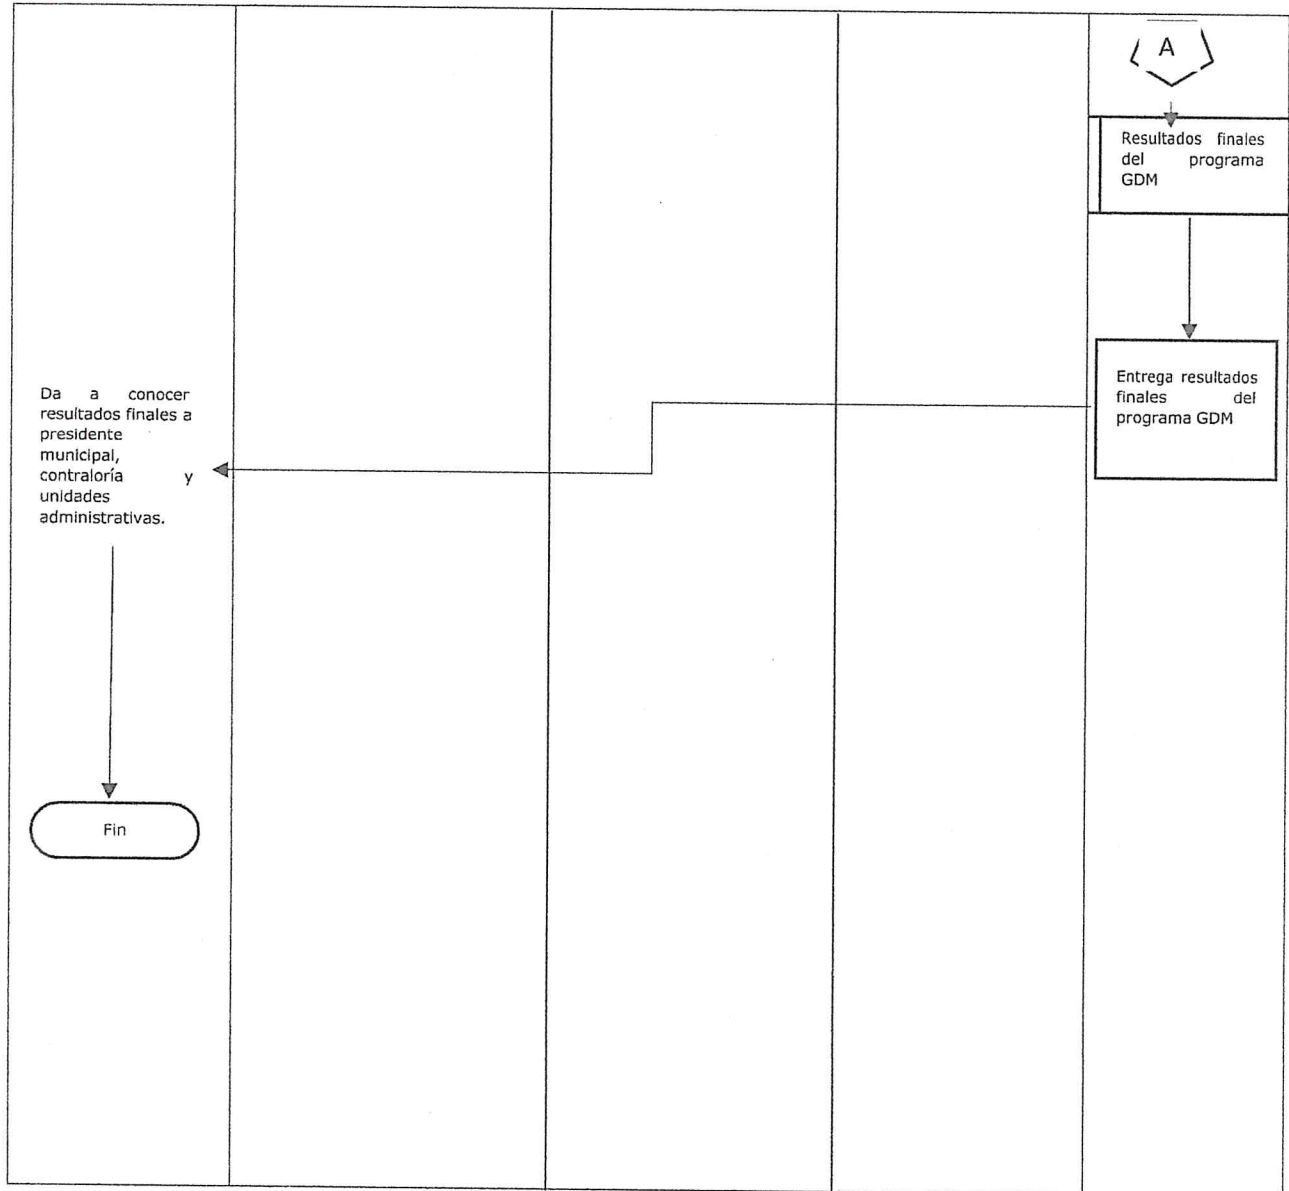 A
Resultados finales
del programa
GDM
Entrega resultados
finales del
programa GDM
Da a conocer
resultados finales a
presidente
municipal,
contraloría y
unidades
administrativas.
Fin